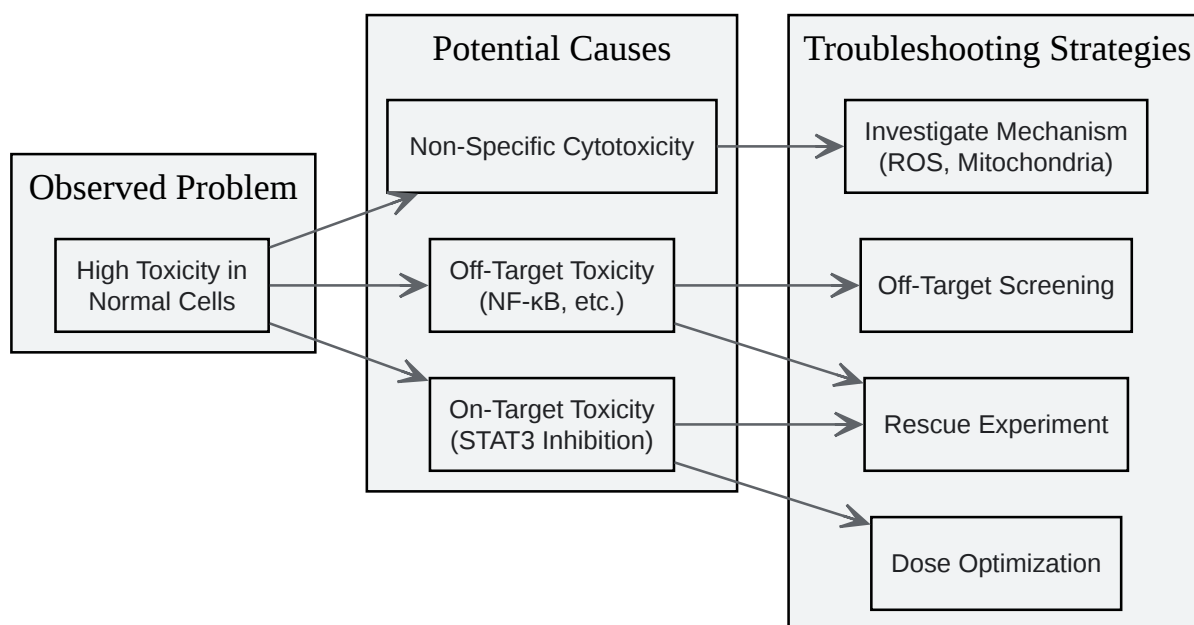 Observed Problem
High Toxicity in
Normal Cells
Potential Causes
Non-Specific Cytotoxicity
Off-Target Toxicity
(NF-κB, etc.)
On-Target Toxicity
(STAT3 Inhibition)
Troubleshooting Strategies
Investigate Mechanism
(ROS, Mitochondria)
Off-Target Screening
Rescue Experiment
Dose Optimization